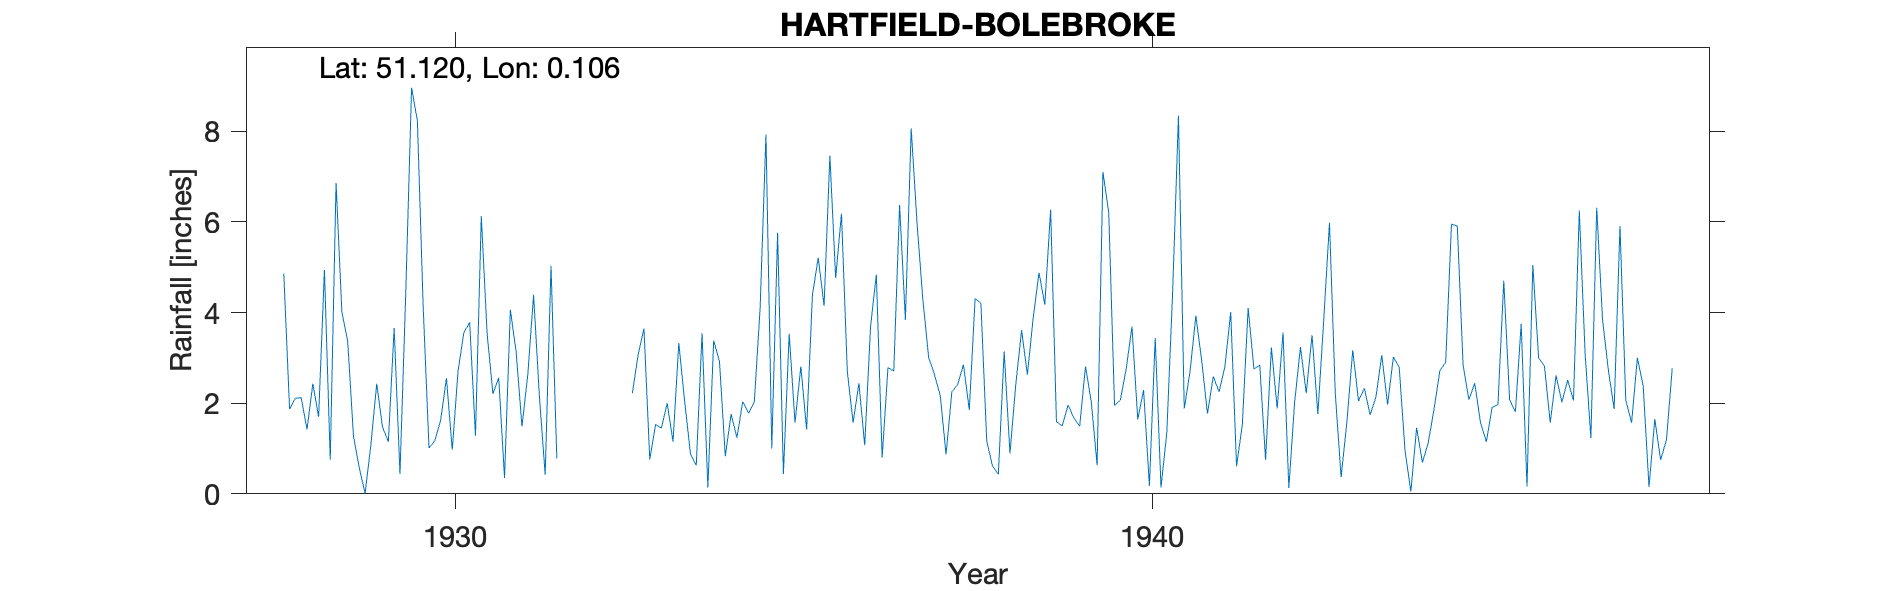 HARTFIELD-BOLEBROKE
Lat: 51.120, Lon: 0.106
Rainfall [inches]
8
6
4
2
0
1930
1940
Year